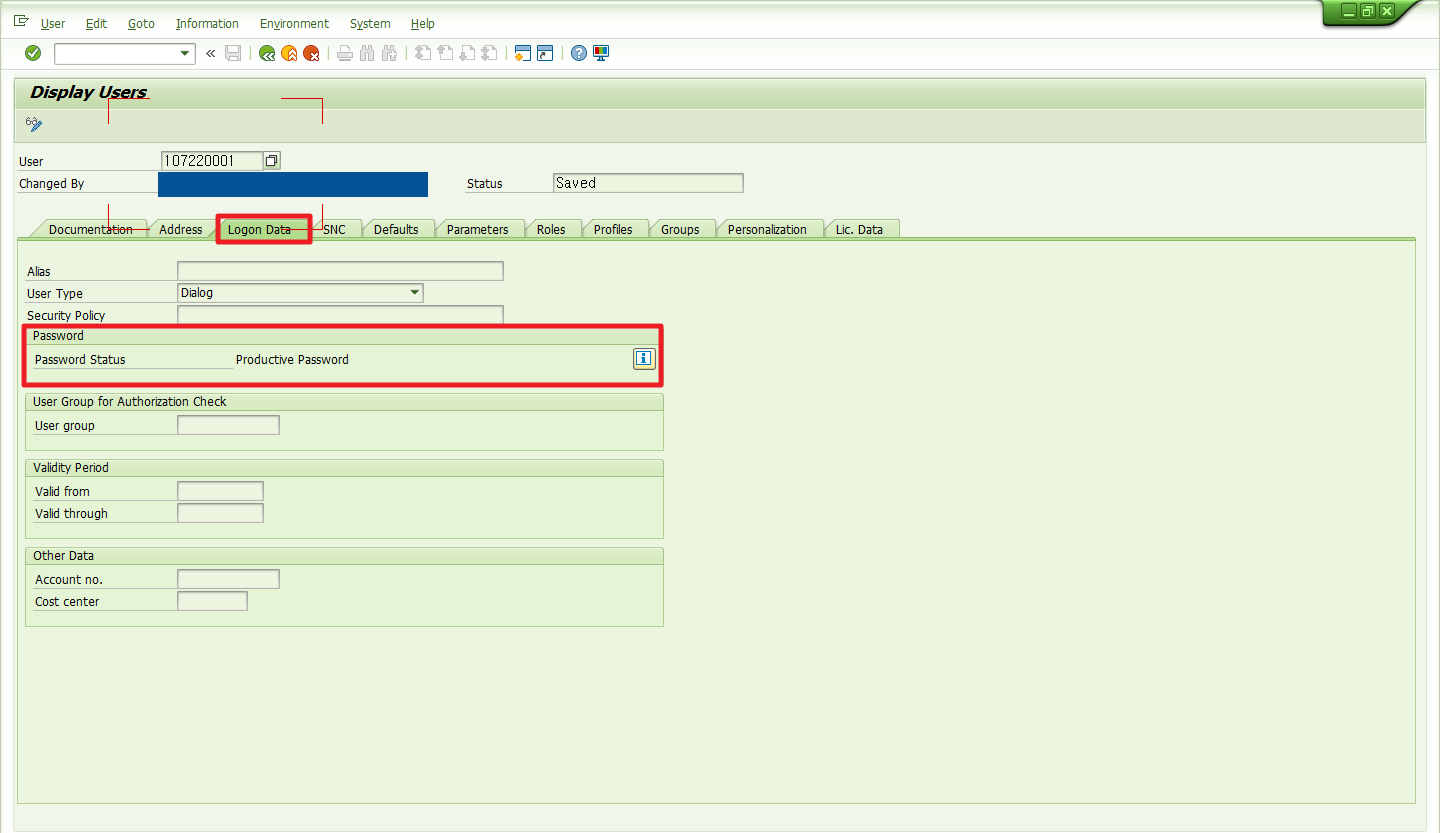 User Edit Goto Information Environment System Help
Display Users
User 107220001
Changed By Status Saved
Documentation Address Logon Data SNC Defaults Parameters Roles Profiles Groups Personalization Lic. Data
Alias
User Type Dialog
Security Policy
Password
Password Status Productive Password
User Group for Authorization Check
User group
Validity Period
Valid from
Valid through
Other Data
Account no.
Cost center